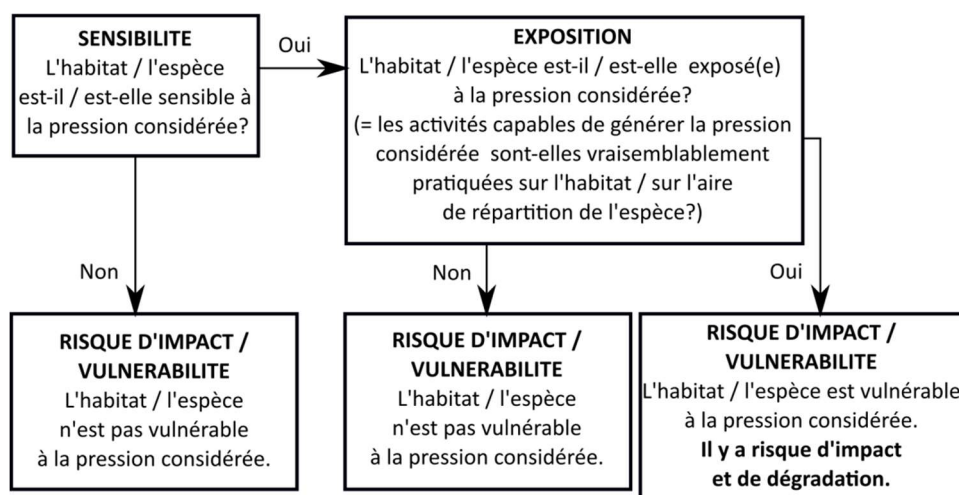 SENSIBILITE
L'habitat / l'espèce
est-il / est-elle sensible à
la pression considérée?
Oui
EXPOSITION
L'habitat / l'espèce est-il / est-elle exposé(e)
à la pression considérée?
(= les activités capables de générer la pression
considérée sont-elles vraisemblablement
pratiquées sur l'habitat / sur l'aire
de répartition de l'espèce?)
Non
Non
Oui
RISQUE D'IMPACT /
VULNERABILITE
L'habitat / l'espèce
n'est pas vulnérable
à la pression considérée.
RISQUE D'IMPACT /
VULNERABILITE
L'habitat / l'espèce
n'est pas vulnérable
à la pression considérée.
RISQUE D'IMPACT /
VULNERABILITE
L'habitat / l'espèce est vulnérable
à la pression considérée.
Il y a risque d'impact
et de dégradation.